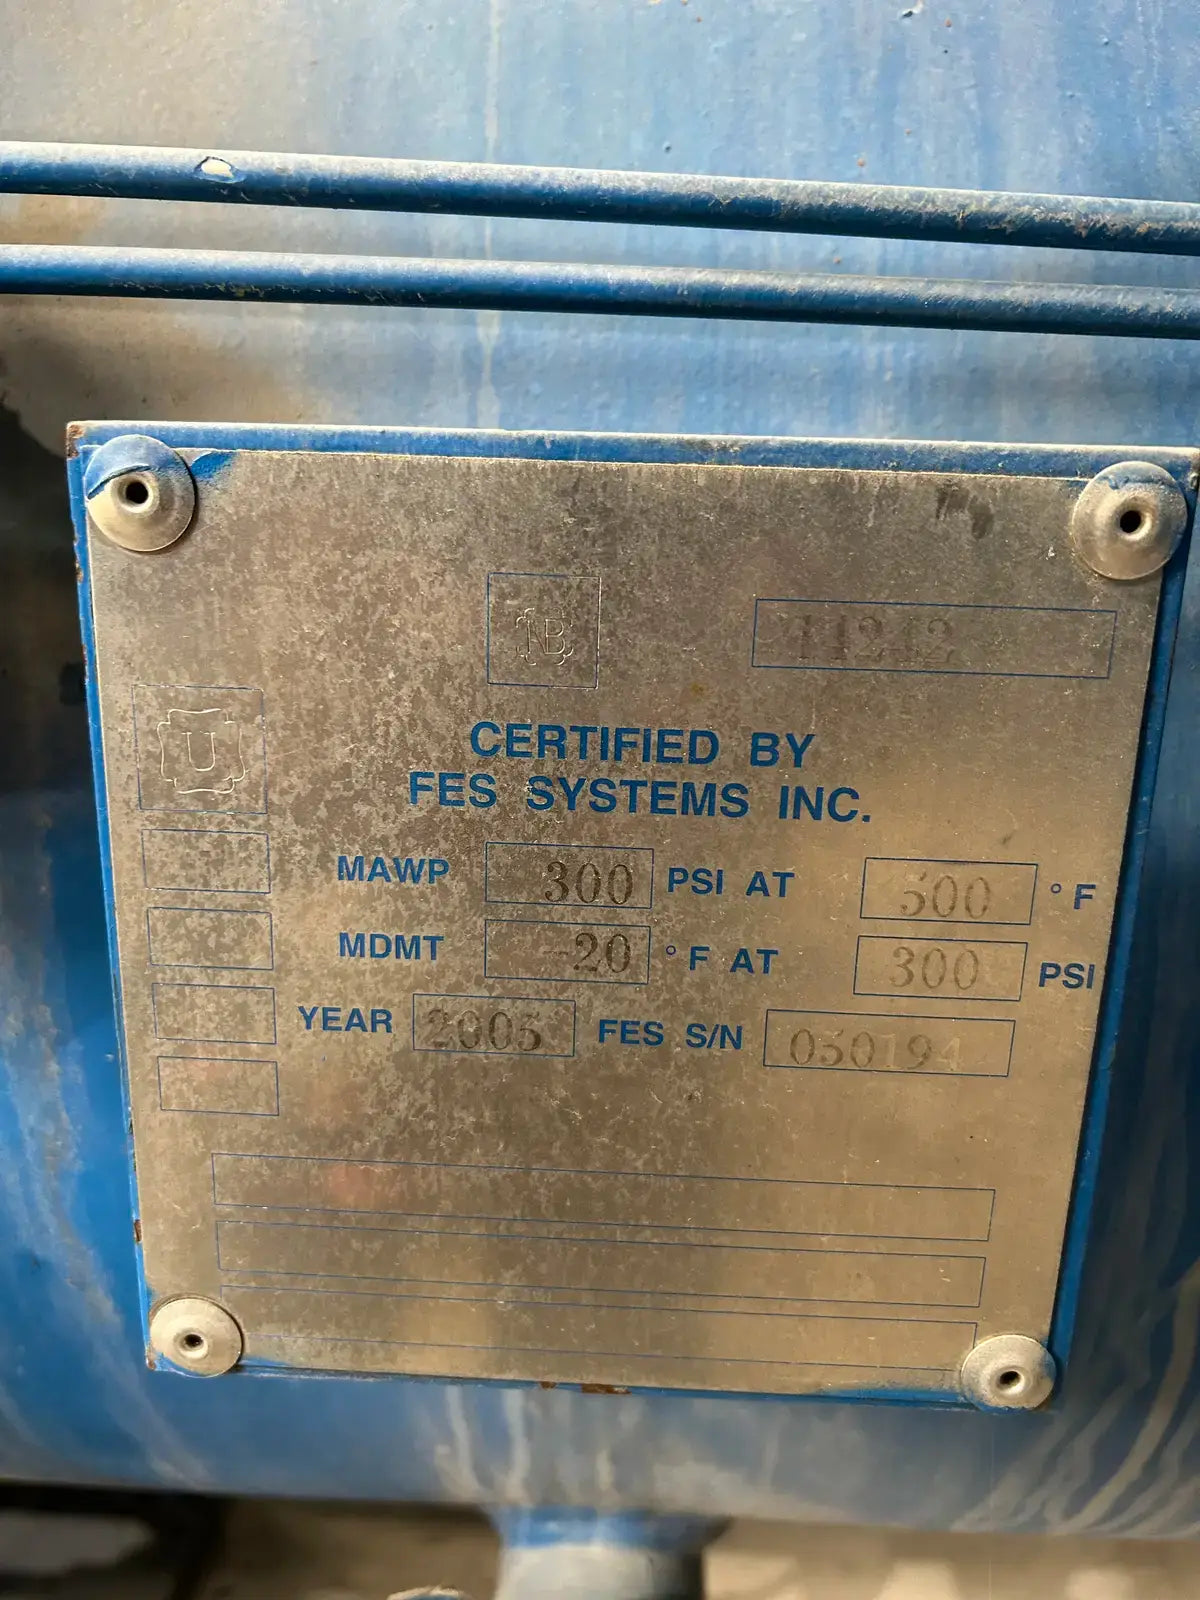 NB
11242
U
CERTIFIED BY
FES SYSTEMS INC.
MAWP 300 PSI AT 500 °F
MDMT -20 °F AT 300 PSI
YEAR 2005 FES S/N 050194